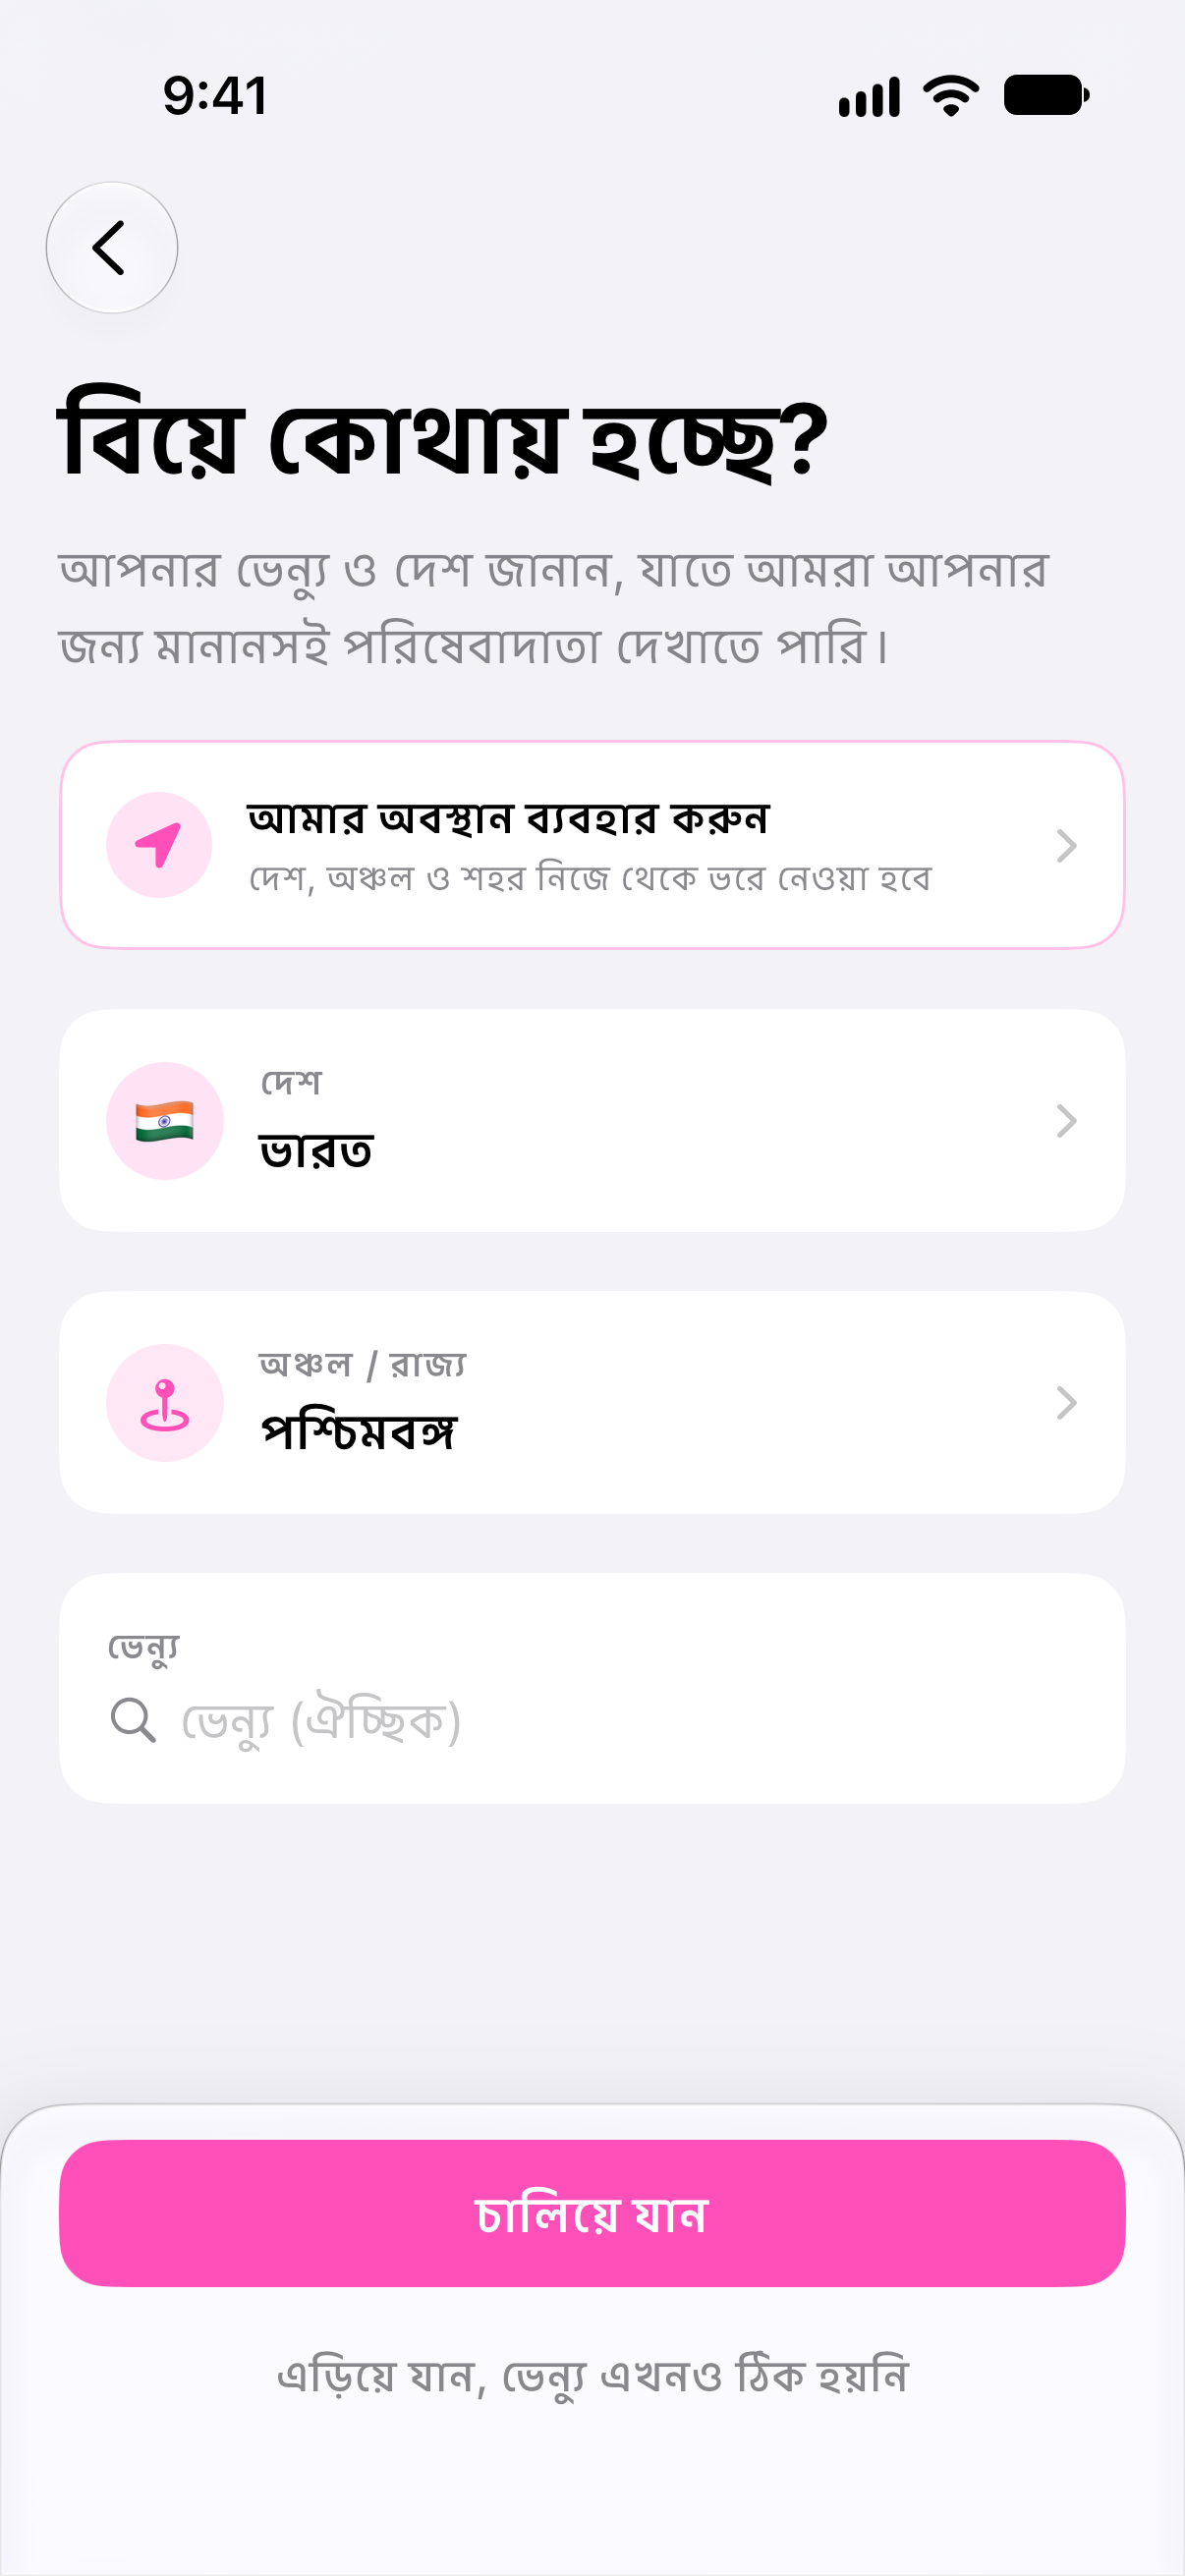 9:41
বিয়ে কোথায় হচ্ছে?
আপনার ভেন্যু ও দেশ জানান, যাতে আমরা আপনার
জন্য মানানসই পরিষেবাদাতা দেখাতে পারি।
আমার অবস্থান ব্যবহার করুন
দেশ, অঞ্চল ও শহর নিজে থেকে ভরে নেওয়া হবে
দেশ
ভারত
অঞ্চল / রাজ্য
পশ্চিমবঙ্গ
ভেন্যু
ভেন্যু (ঐচ্ছিক)
চালিয়ে যান
এড়িয়ে যান, ভেন্যু এখনও ঠিক হয়নি